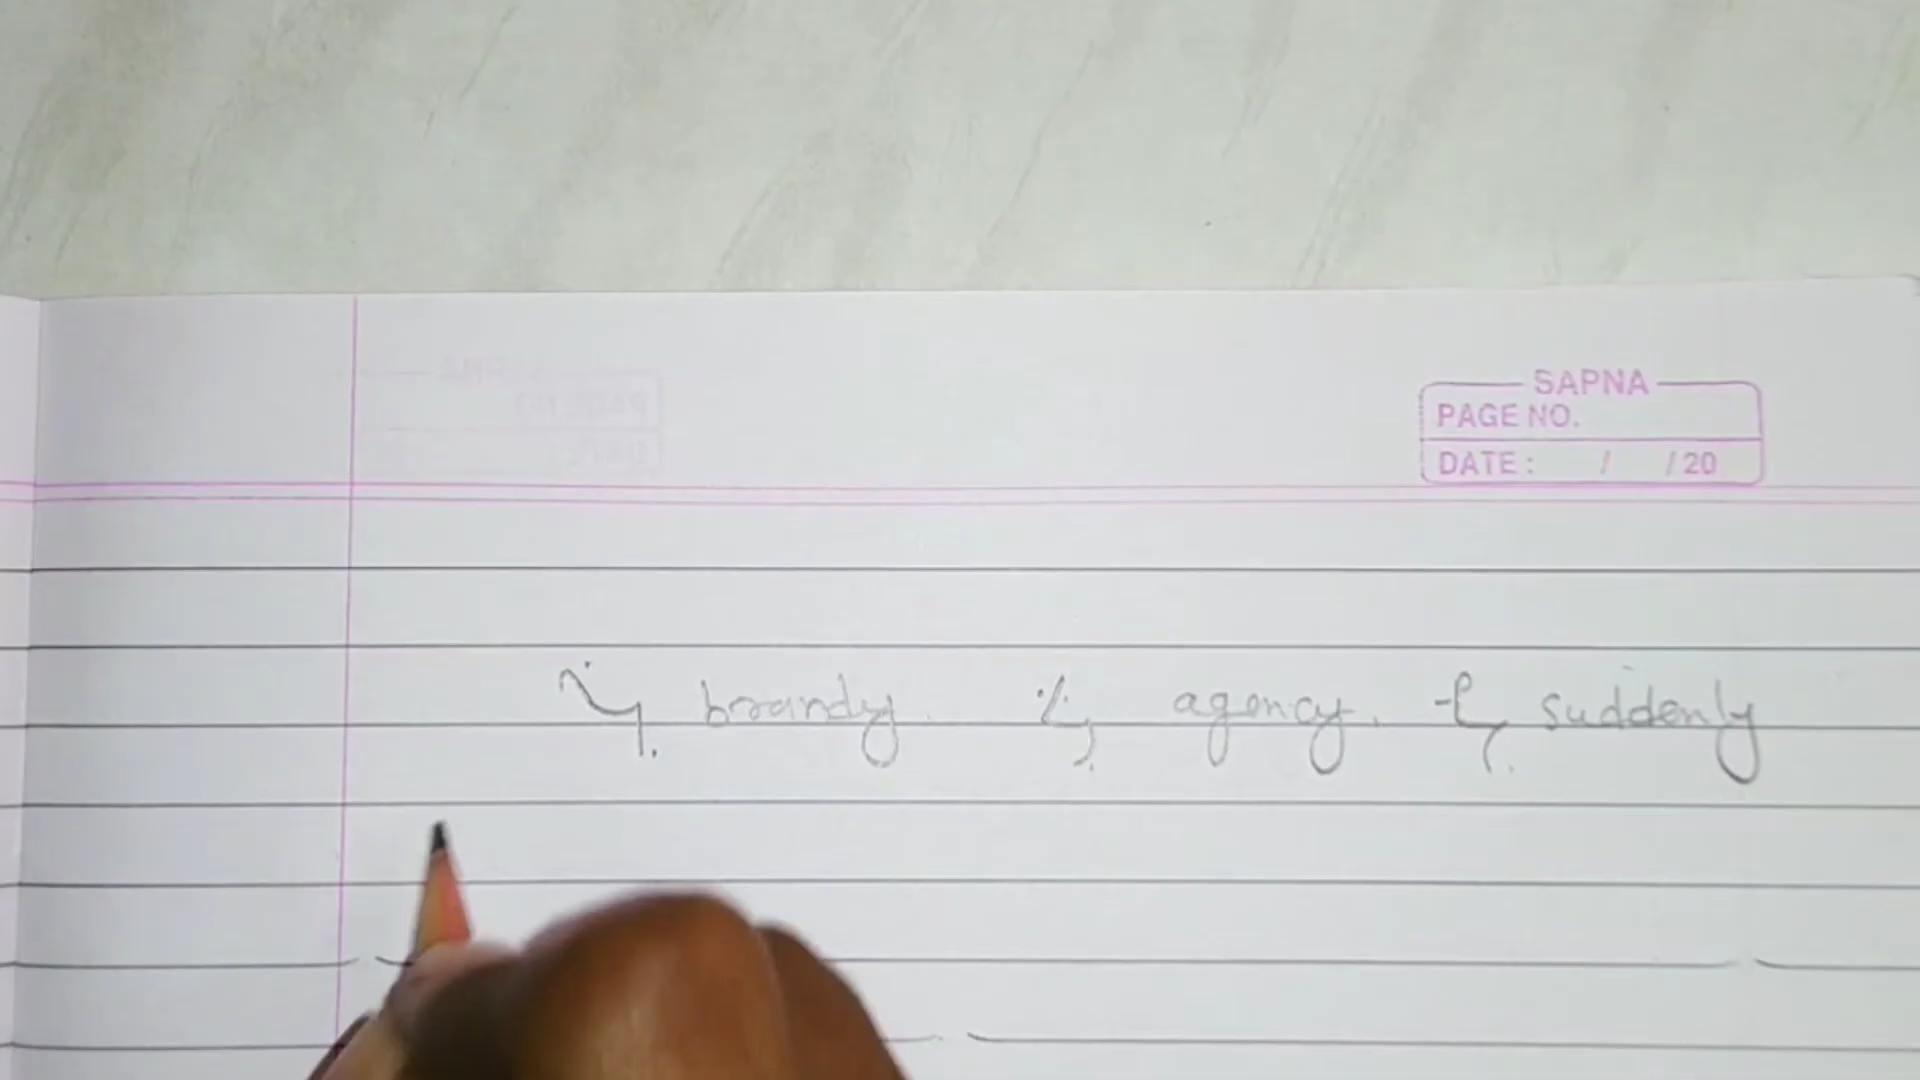 SAPNA
PAGE NO.
DATE : / / 20
brandy. agency. suddenly